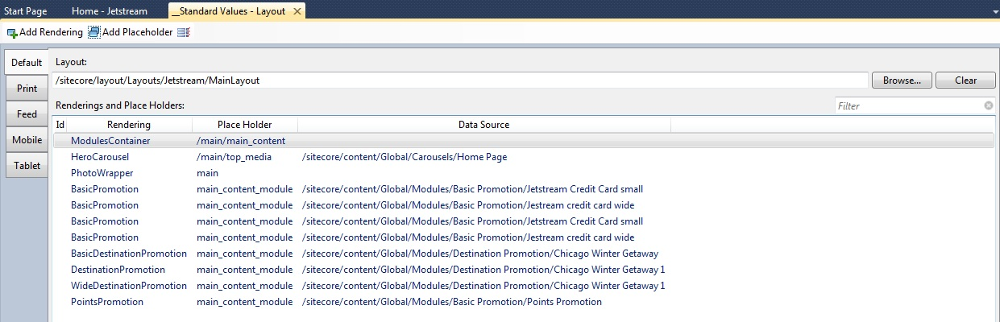 Start Page Home - Jetstream __Standard Values - Layout
Add Rendering Add Placeholder
Default
Print
Feed
Mobile
Tablet
Layout:
/sitecore/layout/Layouts/Jetstream/MainLayout Browse... Clear
Renderings and Place Holders: Filter
Id Rendering Place Holder Data Source
ModulesContainer /main/main_content
HeroCarousel /main/top_media /sitecore/content/Global/Carousels/Home Page
PhotoWrapper main
BasicPromotion main_content_module /sitecore/content/Global/Modules/Basic Promotion/Jetstream Credit Card small
BasicPromotion main_content_module /sitecore/content/Global/Modules/Basic Promotion/Jestream credit card wide
BasicPromotion main_content_module /sitecore/content/Global/Modules/Basic Promotion/Jetstream Credit Card small
BasicPromotion main_content_module /sitecore/content/Global/Modules/Basic Promotion/Jestream credit card wide
BasicDestinationPromotion main_content_module /sitecore/content/Global/Modules/Destination Promotion/Chicago Winter Getaway
DestinationPromotion main_content_module /sitecore/content/Global/Modules/Destination Promotion/Chicago Winter Getaway 1
WideDestinationPromotion main_content_module /sitecore/content/Global/Modules/Destination Promotion/Chicago Winter Getaway 1
PointsPromotion main_content_module /sitecore/content/Global/Modules/Basic Promotion/Points Promotion